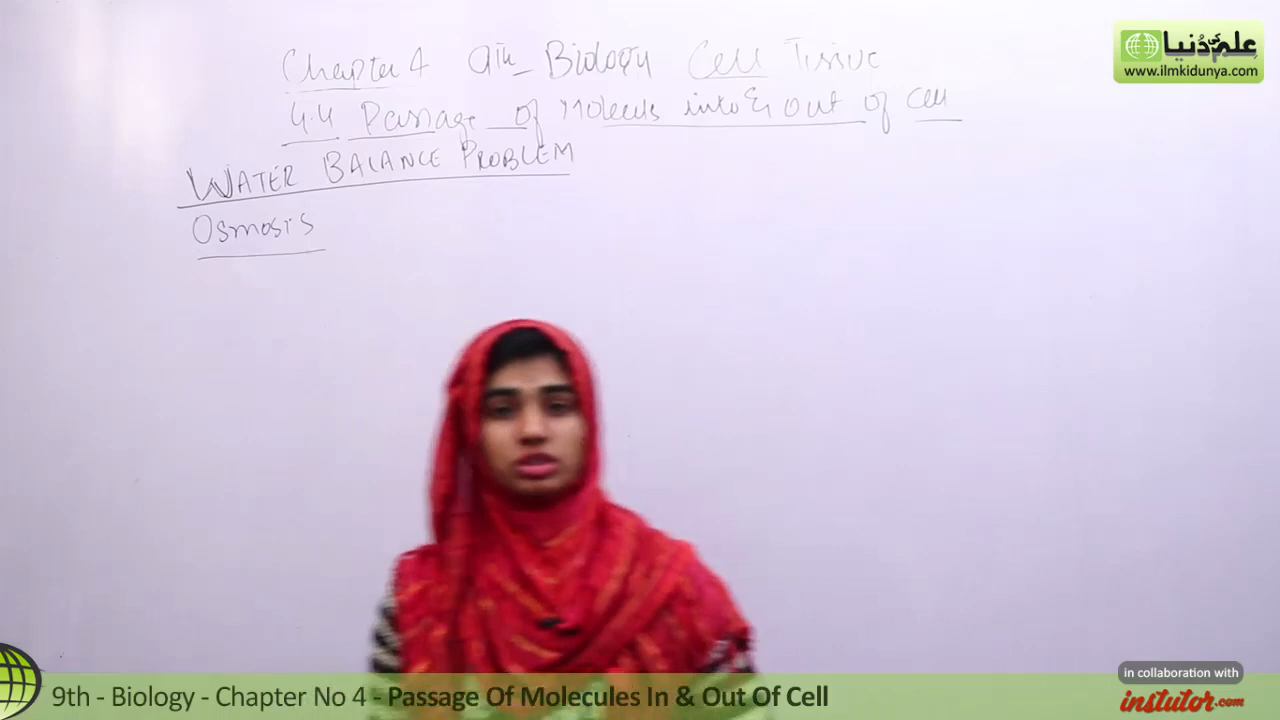 Chapter 4 9th - Biology Cell Tissue
4.4 Passage of Molecules into & out of cell
WATER BALANCE PROBLEM
Osmosis
علم کی دنیا
www.ilmkidunya.com
in collaboration with
instutor.com
9th - Biology - Chapter No 4 - Passage Of Molecules In & Out Of Cell